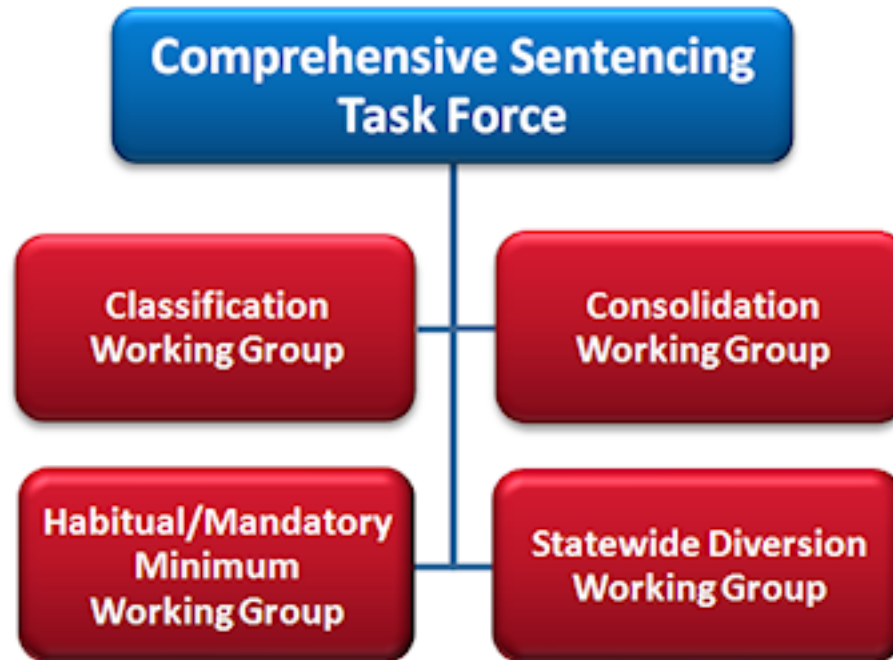 Comprehensive Sentencing
Task Force
Classification
Working Group
Consolidation
Working Group
Habitual/Mandatory
Minimum
Working Group
Statewide Diversion
Working Group